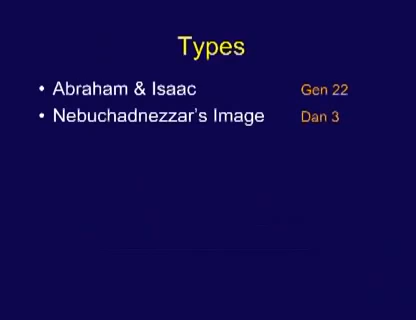 Types
• Abraham & Isaac Gen 22
• Nebuchadnezzar's Image Dan 3